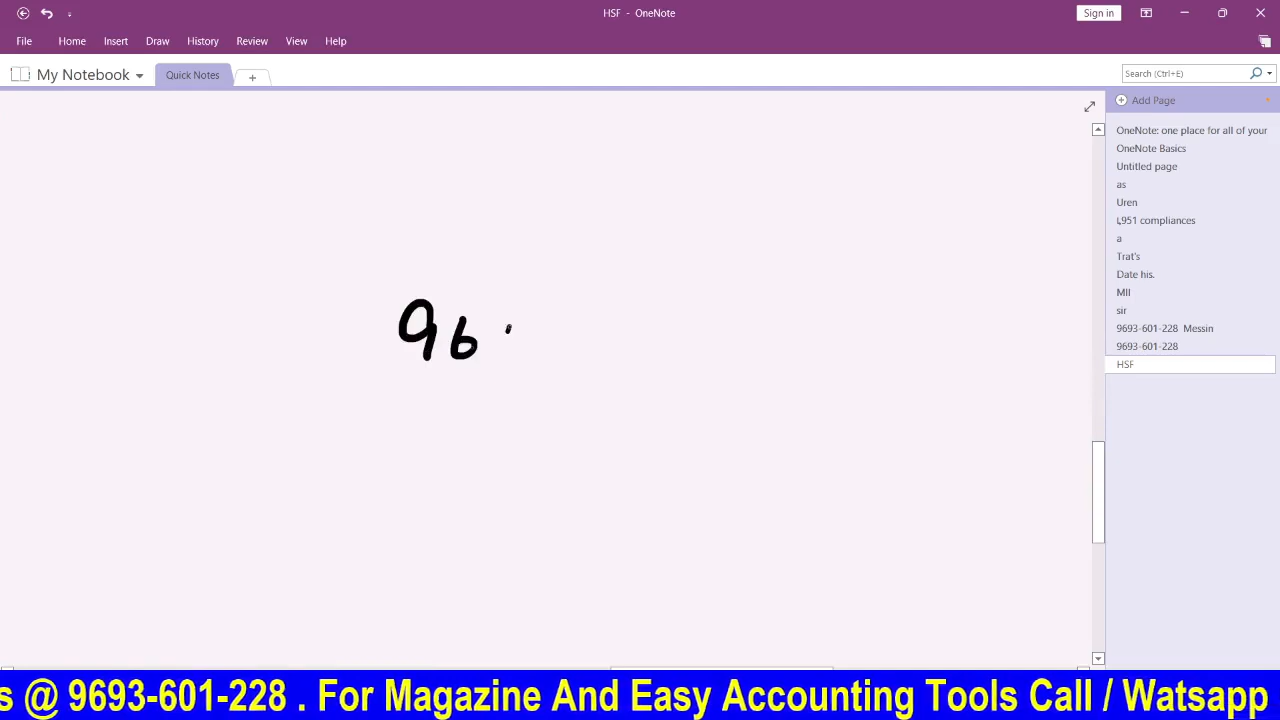 HSF - OneNote
Sign in
File Home Insert Draw History Review View Help
My Notebook Quick Notes
Search (Ctrl+E)
Add Page
OneNote: one place for all of your
OneNote Basics
Untitled page
as
Uren
1,951 compliances
a
Trat's
Date his.
MII
sir
9693-601-228 Messin
9693-601-228
HSF
96
s @ 9693-601-228 . For Magazine And Easy Accounting Tools Call / Watsapp